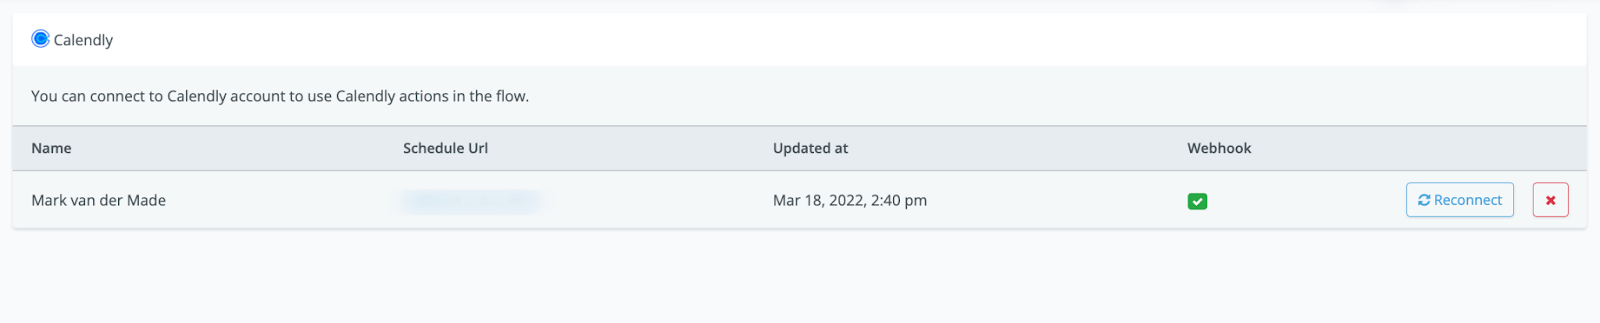 Calendly
You can connect to Calendly account to use Calendly actions in the flow.
Name Schedule Url Updated at Webhook
Mark van der Made Mar 18, 2022, 2:40 pm Reconnect